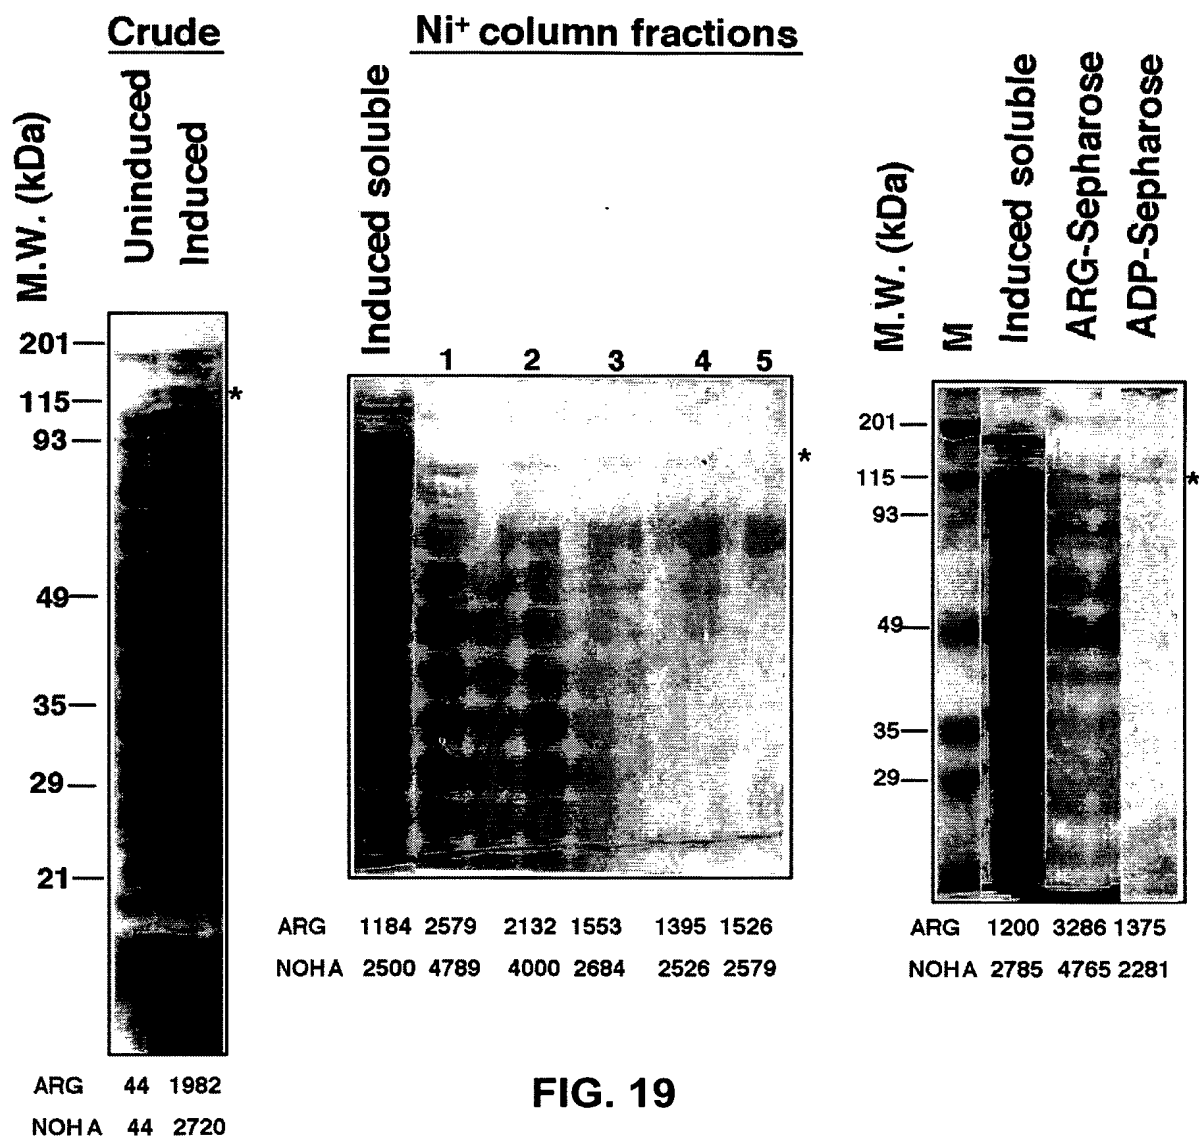 Crude
Uninduced
Induced
M.W. (kDa)
201
115
*
93
49
35
29
21
ARG 44 1982
NOHA 44 2720
Ni+ column fractions
Induced soluble
1 2 3 4 5
*
ARG 1184 2579 2132 1553 1395 1526
NOHA 2500 4789 4000 2684 2526 2579
M.W. (kDa)
M
Induced soluble
ARG-Sepharose
ADP-Sepharose
201
115
*
93
49
35
29
ARG 1200 3286 1375
NOHA 2785 4765 2281
FIG. 19